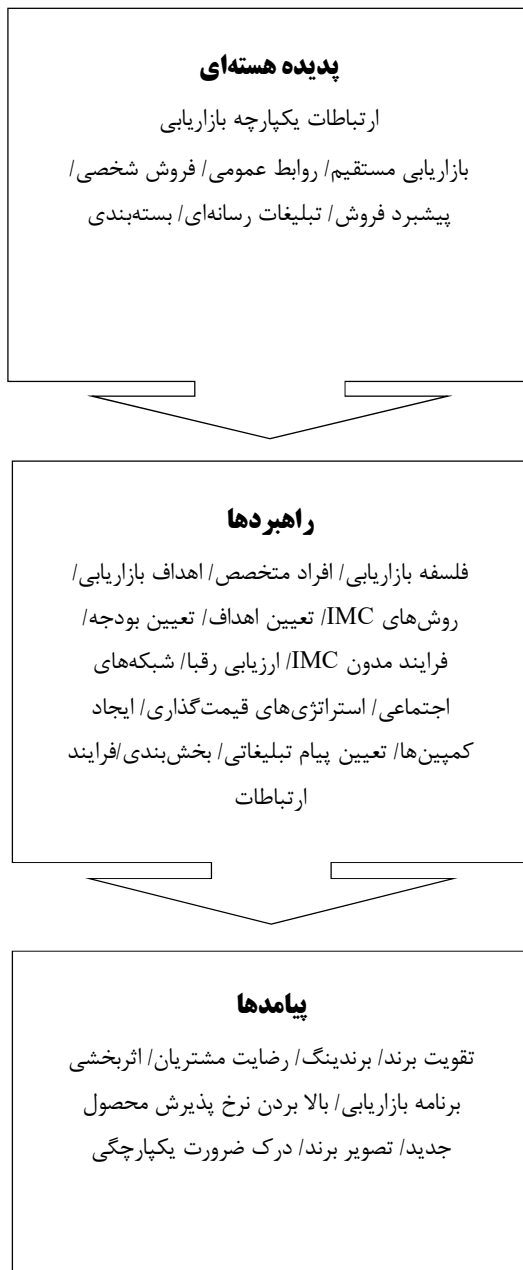 پدیده هسته‌ای
ارتباطات یکپارچه بازاریابی
بازاریابی مستقیم/ روابط عمومی/ فروش شخصی/
پیشبرد فروش/ تبلیغات رسانه‌ای/ بسته‌بندی
راهبردها
فلسفه بازاریابی/ افراد متخصص/ اهداف بازاریابی/
روش‌های IMC/ تعیین اهداف/ تعیین بودجه/
فرایند مدون IMC/ ارزیابی رقبا/ شبکه‌های
اجتماعی/ استراتژی‌های قیمت‌گذاری/ ایجاد
کمپین‌ها/ تعیین پیام تبلیغاتی/ بخش‌بندی/فرایند
ارتباطات
پیامدها
تقویت برند/ برندینگ/ رضایت مشتریان/ اثربخشی
برنامه بازاریابی/ بالا بردن نرخ پذیرش محصول
جدید/ تصویر برند/ درک ضرورت یکپارچگی